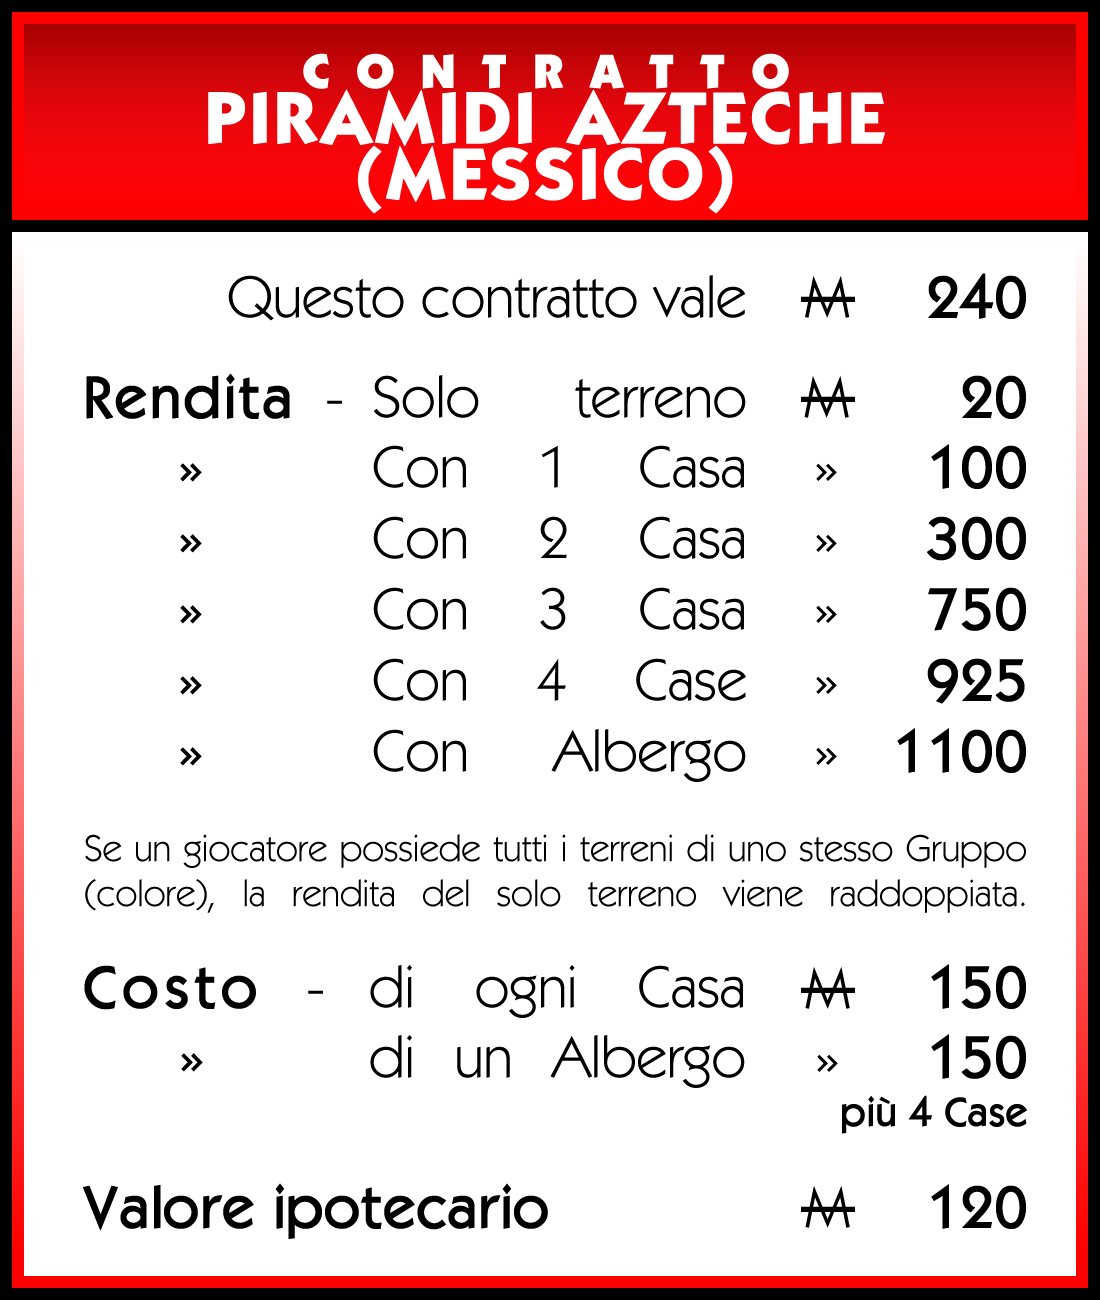 CONTRATTO
PIRAMIDI AZTECHE
(MESSICO)
Questo contratto vale M 240
Rendita - Solo terreno M 20
» Con 1 Casa » 100
» Con 2 Casa » 300
» Con 3 Casa » 750
» Con 4 Case » 925
» Con Albergo » 1100
Se un giocatore possiede tutti i terreni di uno stesso Gruppo
(colore), la rendita del solo terreno viene raddoppiata.
Costo - di ogni Casa M 150
» di un Albergo » 150
più 4 Case
Valore ipotecario M 120